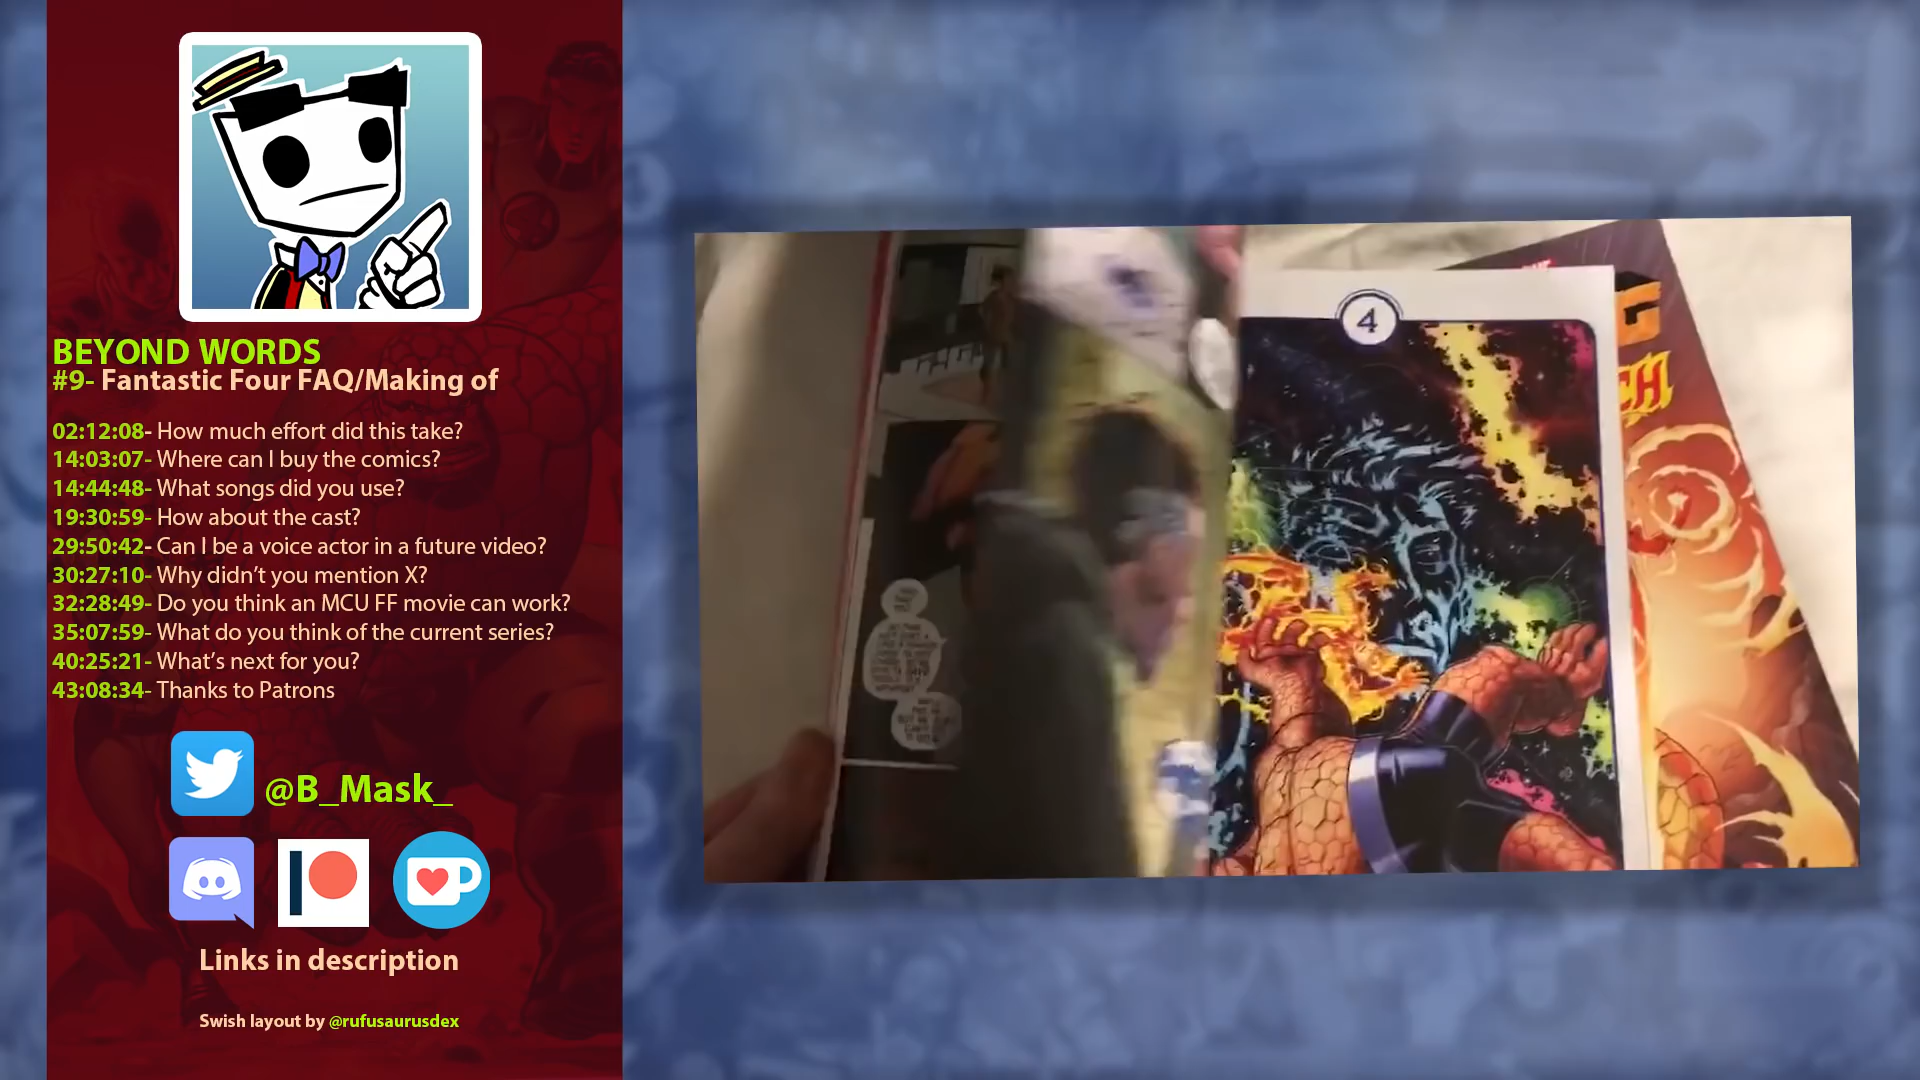 BEYOND WORDS
#9- Fantastic Four FAQ/Making of
02:12:08- How much effort did this take?
14:03:07- Where can I buy the comics?
14:44:48- What songs did you use?
19:30:59- How about the cast?
29:50:42- Can I be a voice actor in a future video?
30:27:10- Why didn't you mention X?
32:28:49- Do you think an MCU FF movie can work?
35:07:59- What do you think of the current series?
40:25:21- What's next for you?
43:08:34- Thanks to Patrons
@B_Mask_
Links in description
Swish layout by @rufusaurusdex
4